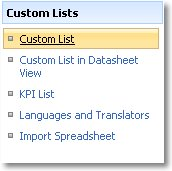 Custom Lists
Custom List
Custom List in Datasheet
View
KPI List
Languages and Translators
Import Spreadsheet